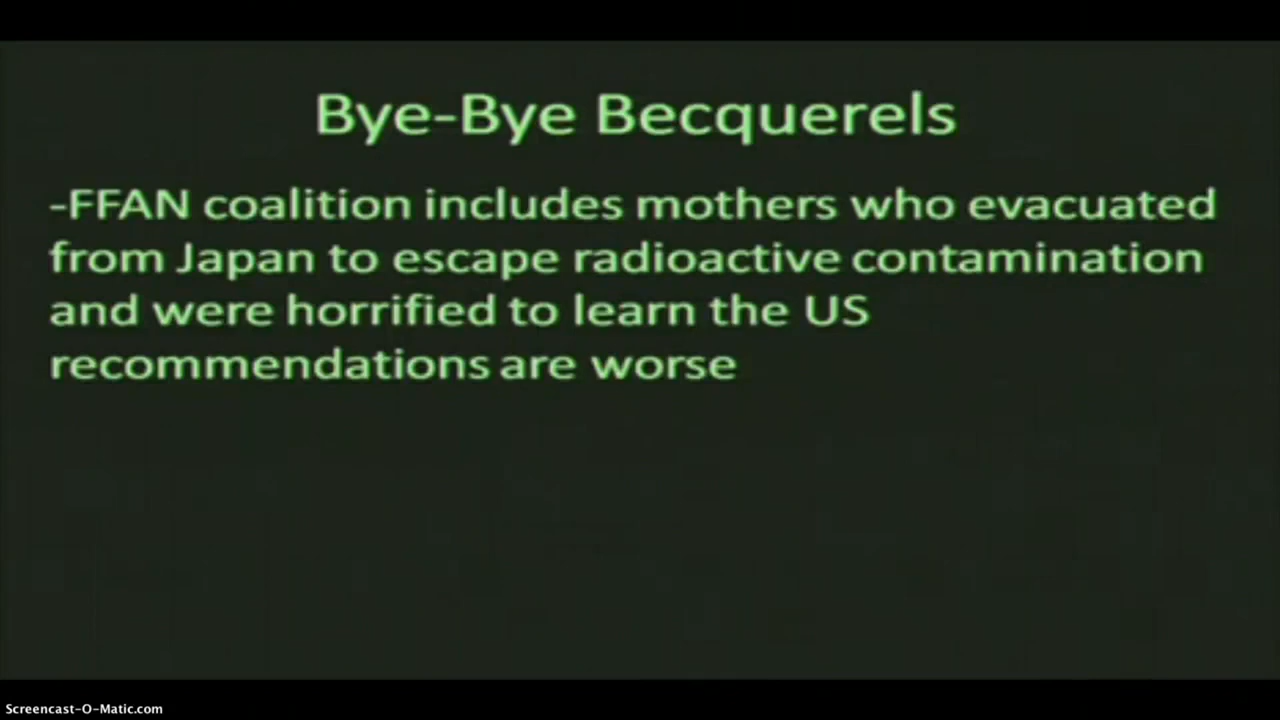 Bye-Bye Becquerels
-FFAN coalition includes mothers who evacuated
from Japan to escape radioactive contamination
and were horrified to learn the US
recommendations are worse
Screencast-O-Matic.com